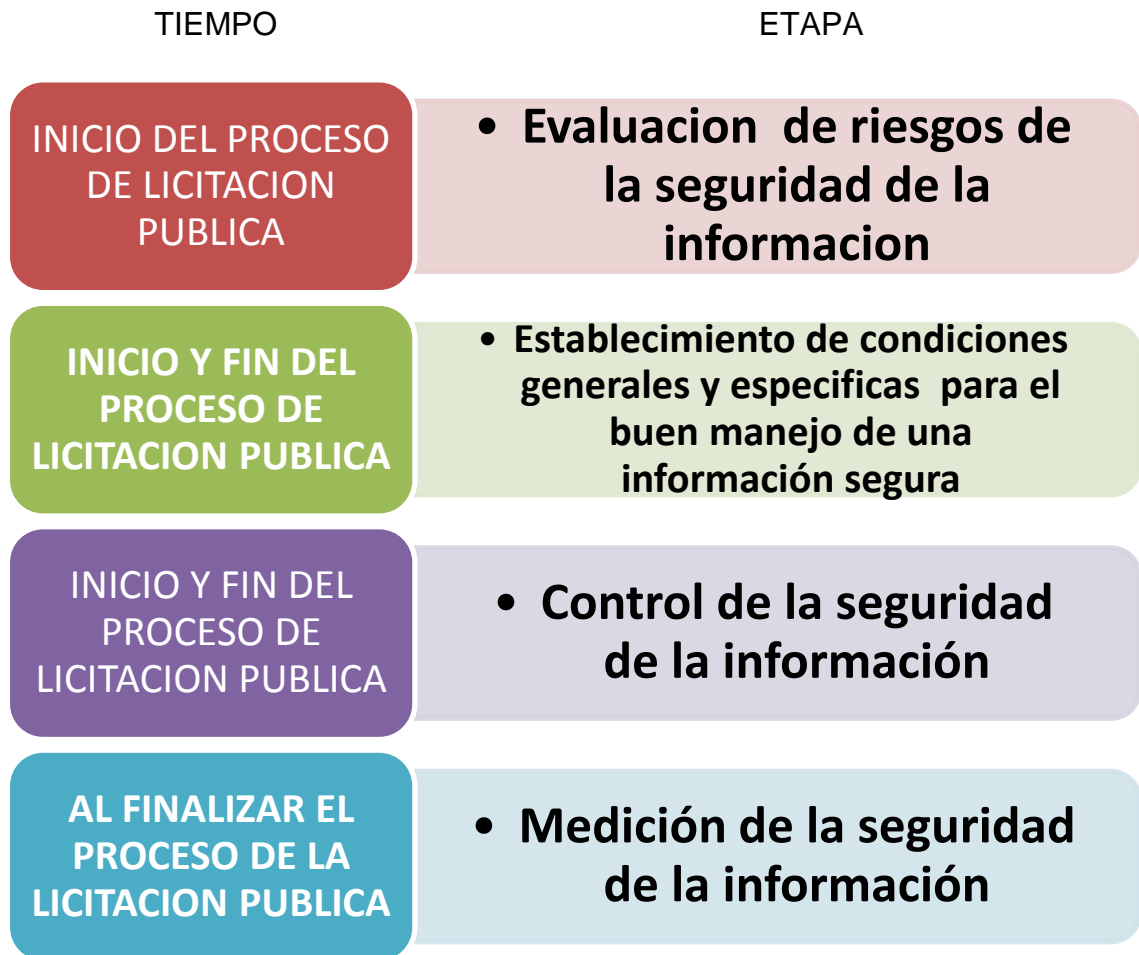 TIEMPO
ETAPA
INICIO DEL PROCESO
DE LICITACION
PUBLICA
• Evaluacion  de riesgos de
la seguridad de la
informacion
INICIO Y FIN DEL
PROCESO DE
LICITACION PUBLICA
• Establecimiento de condiciones
generales y especificas  para el
buen manejo de una
información segura
INICIO Y FIN DEL
PROCESO DE
LICITACION PUBLICA
• Control de la seguridad
de la información
AL FINALIZAR EL
PROCESO DE LA
LICITACION PUBLICA
• Medición de la seguridad
de la información